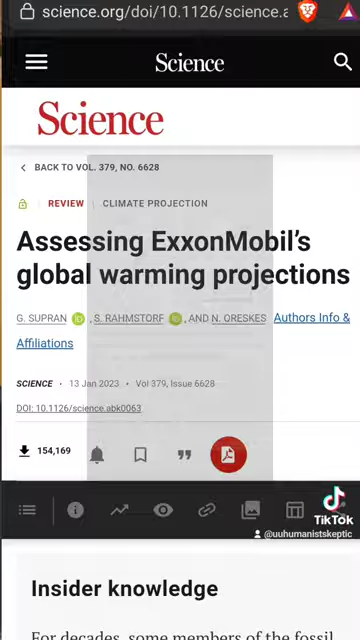 science.org/doi/10.1126/science.a
Science
Science
BACK TO VOL. 379, NO. 6628
REVIEW CLIMATE PROJECTION
Assessing ExxonMobil's
global warming projections
G. SUPRAN , S. RAHMSTORF , AND N. ORESKES Authors Info &
Affiliations
SCIENCE • 13 Jan 2023 • Vol 379, Issue 6628
DOI: 10.1126/science.abk0063
154,169
TikTok
@uuhumanistskeptic
Insider knowledge
For decades, some members of the fossil